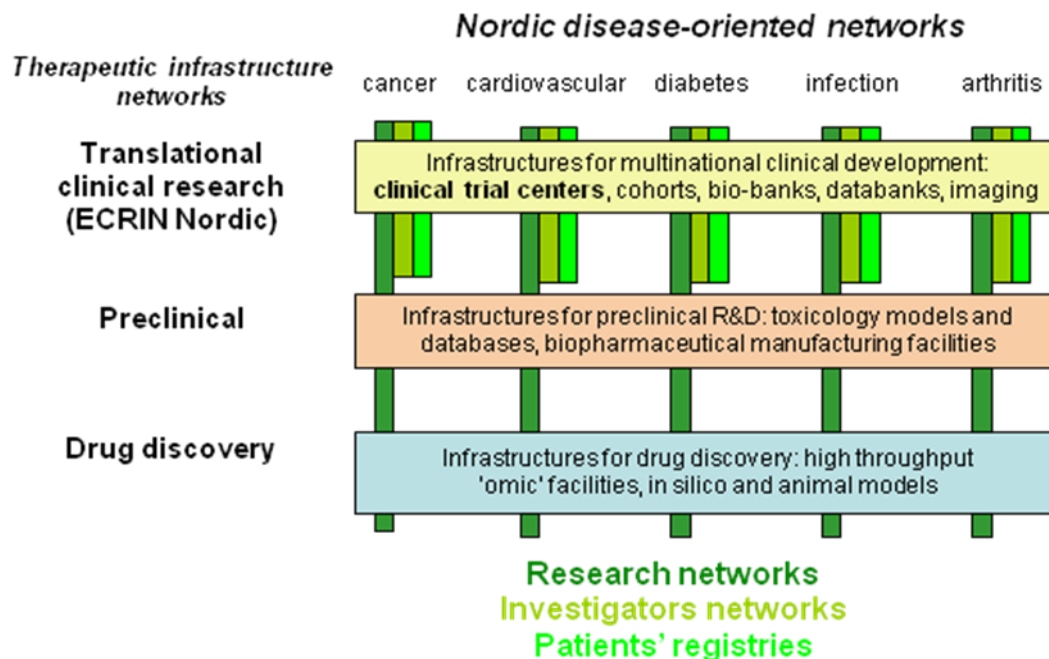 Nordic disease-oriented networks
Therapeutic infrastructure
networks
cancer cardiovascular diabetes infection arthritis
Translational
clinical research
(ECRIN Nordic)
Infrastructures for multinational clinical development:
clinical trial centers, cohorts, bio-banks, databanks, imaging
Preclinical
Infrastructures for preclinical R&D: toxicology models and
databases, biopharmaceutical manufacturing facilities
Drug discovery
Infrastructures for drug discovery: high throughput
'omic' facilities, in silico and animal models
Research networks
Investigators networks
Patients’ registries